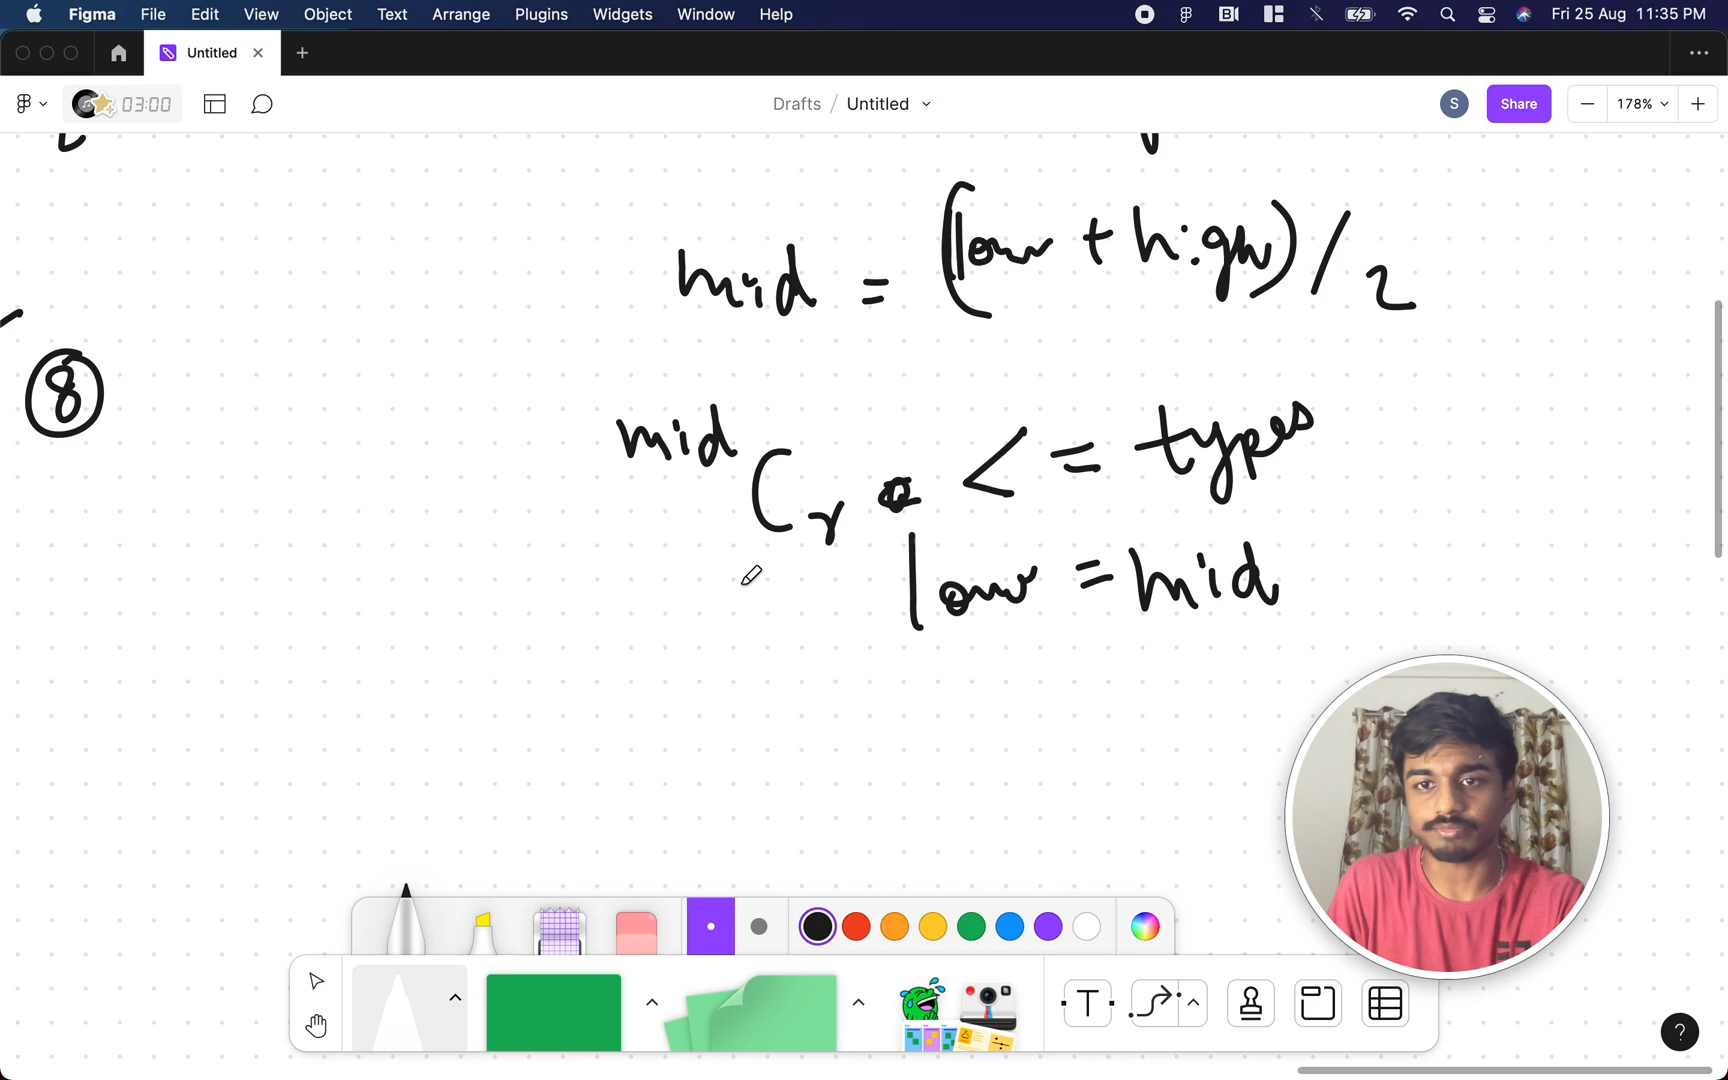 Figma File Edit View Object Text Arrange Plugins Widgets Window Help Fri 25 Aug 11:35 PM
Untitled
03:00 Drafts / Untitled S Share 178%
mid = (low + high) / 2
8
mid C r <= types
low = mid
T
?